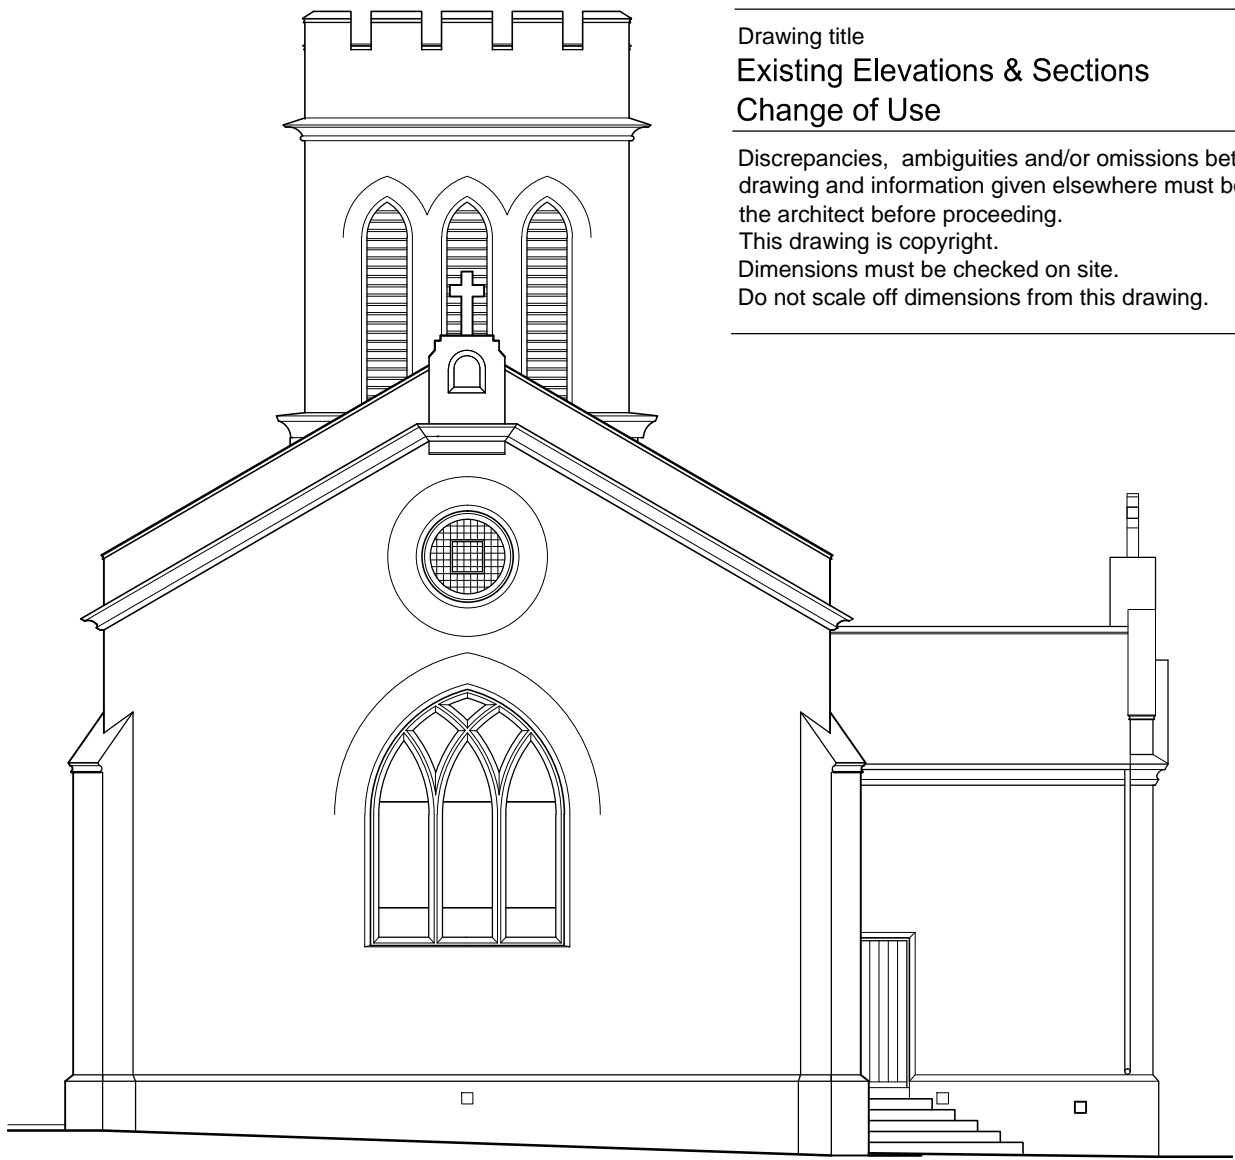 Drawing title
Existing Elevations & Sections
Change of Use
Discrepancies, ambiguities and/or omissions bet
drawing and information given elsewhere must b
the architect before proceeding.
This drawing is copyright.
Dimensions must be checked on site.
Do not scale off dimensions from this drawing.